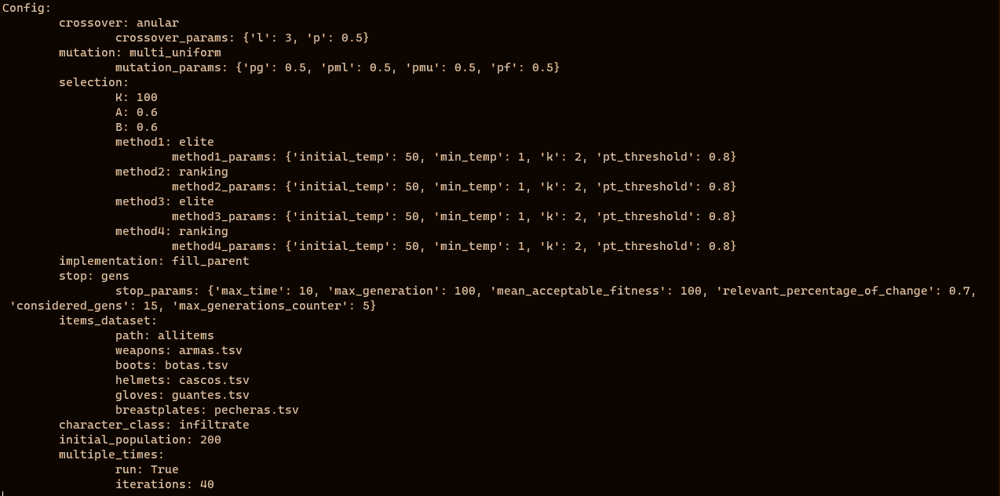 Config:
crossover: anular
crossover_params: {'l': 3, 'p': 0.5}
mutation: multi_uniform
mutation_params: {'pg': 0.5, 'pml': 0.5, 'pmu': 0.5, 'pf': 0.5}
selection:
K: 100
A: 0.6
B: 0.6
method1: elite
method1_params: {'initial_temp': 50, 'min_temp': 1, 'k': 2, 'pt_threshold': 0.8}
method2: ranking
method2_params: {'initial_temp': 50, 'min_temp': 1, 'k': 2, 'pt_threshold': 0.8}
method3: elite
method3_params: {'initial_temp': 50, 'min_temp': 1, 'k': 2, 'pt_threshold': 0.8}
method4: ranking
method4_params: {'initial_temp': 50, 'min_temp': 1, 'k': 2, 'pt_threshold': 0.8}
implementation: fill_parent
stop: gens
stop_params: {'max_time': 10, 'max_generation': 100, 'mean_acceptable_fitness': 100, 'relevant_percentage_of_change': 0.7,
'considered_gens': 15, 'max_generations_counter': 5}
items_dataset:
path: allitems
weapons: armas.tsv
boots: botas.tsv
helmets: cascos.tsv
gloves: guantes.tsv
breastplates: pecheras.tsv
character_class: infiltrate
initial_population: 200
multiple_times:
run: True
iterations: 40